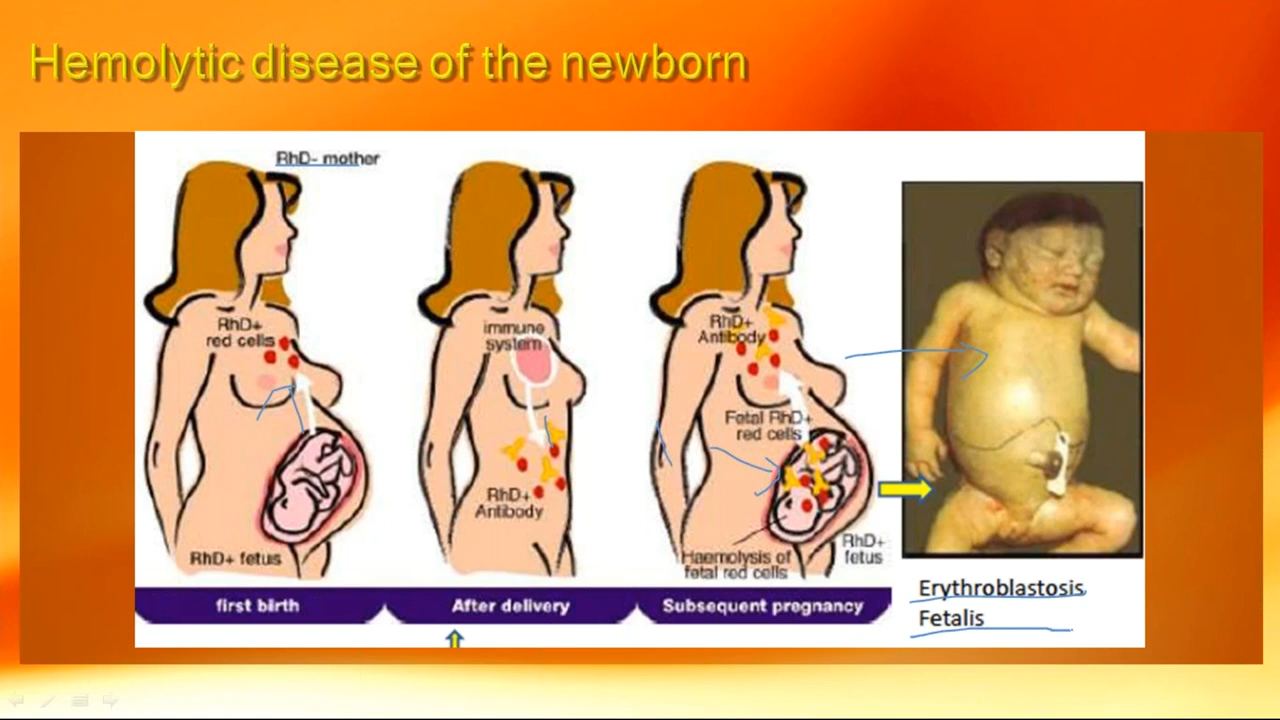 Hemolytic disease of the newborn
RhD- mother
RhD+
red cells
RhD+ fetus
first birth
immune
system
RhD+
Antibody
After delivery
RhD+
Antibody
Fetal RhD+
red cells
Haemolysis of
fetal red cells
RhD+
fetus
Subsequent pregnancy
Erythroblastosis
Fetalis